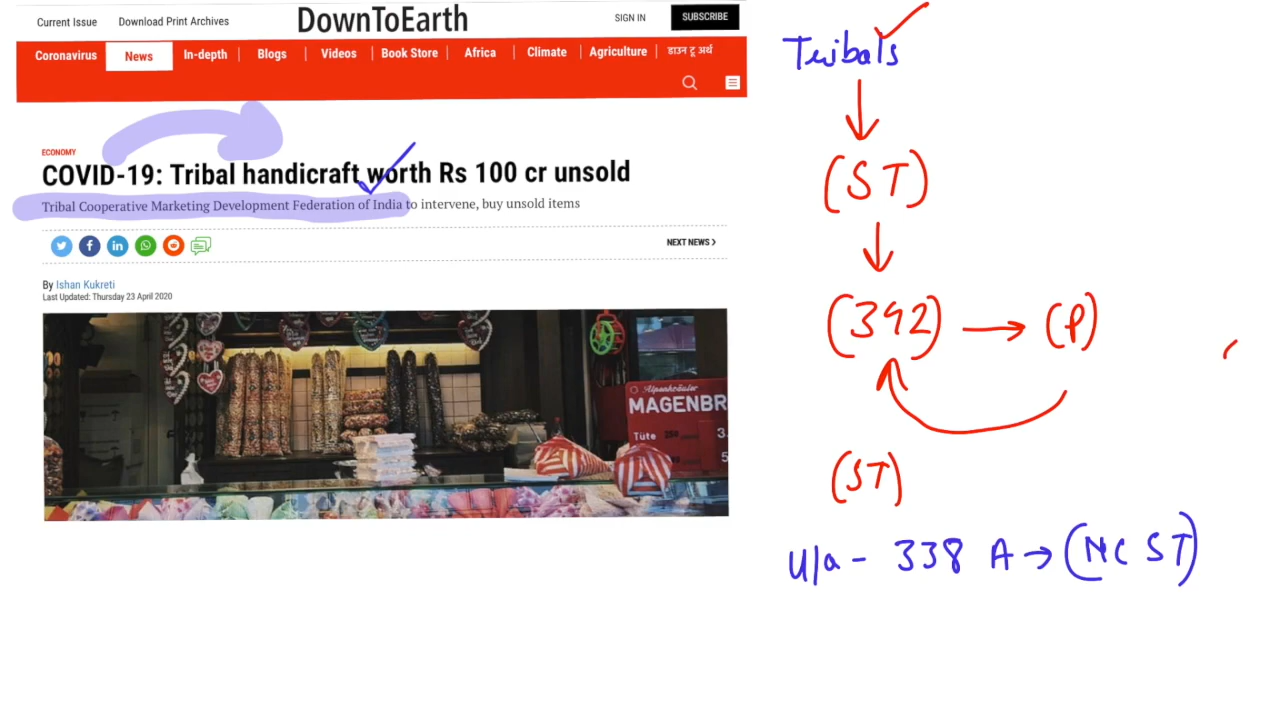 Current Issue Download Print Archives DownToEarth SIGN IN SUBSCRIBE
Coronavirus News In-depth Blogs Videos Book Store Africa Climate Agriculture डाउन टू अर्थ
ECONOMY
COVID-19: Tribal handicraft worth Rs 100 cr unsold
Tribal Cooperative Marketing Development Federation of India to intervene, buy unsold items
NEXT NEWS ❯
By Ishan Kukreti
Last Updated: Thursday 23 April 2020
Alpenkräuter
MAGENBR
Tüte
Tribals
(ST)
(342) → (P)
(ST)
u/a - 338 A → (NCST)